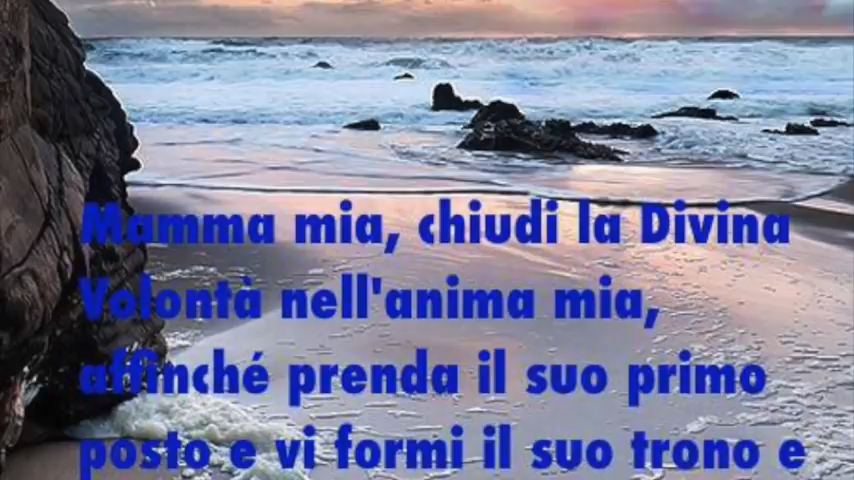 Mamma mia, chiudi la Divina
Volontà nell'anima mia,
affinché prenda il suo primo
posto e vi formi il suo trono e